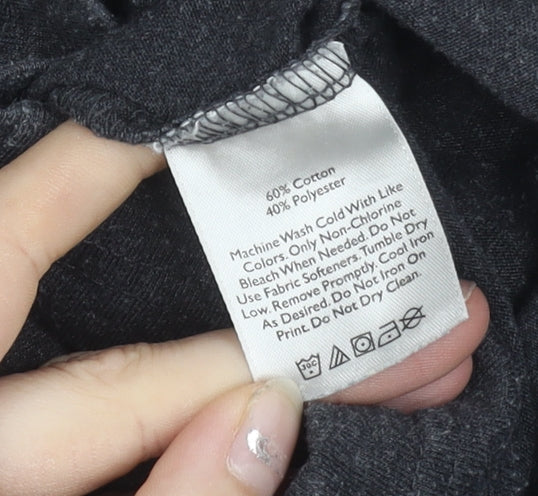 60% Cotton
40% Polyester
Machine Wash Cold With Like
Colors. Only Non-Chlorine
Bleach When Needed. Do Not
Use Fabric Softeners. Tumble Dry
Low. Remove Promptly. Cool Iron
As Desired. Do Not Iron On
Print. Do Not Dry Clean.
30C